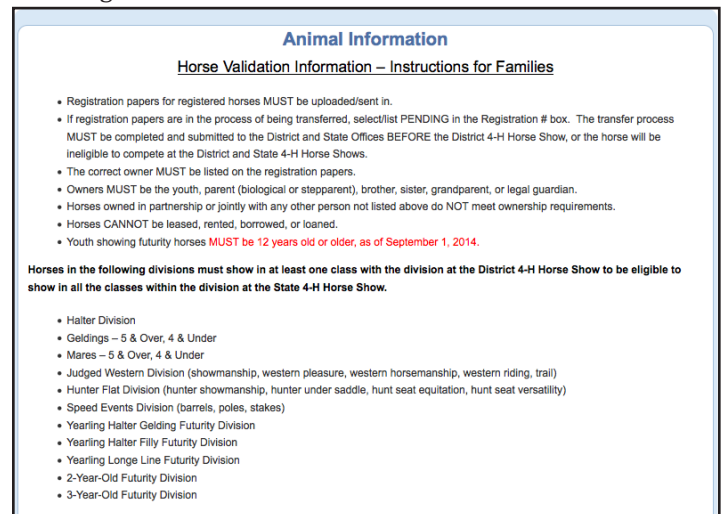 Animal Information
Horse Validation Information – Instructions for Families
• Registration papers for registered horses MUST be uploaded/sent in.
• If registration papers are in the process of being transferred, select/list PENDING in the Registration # box. The transfer process
MUST be completed and submitted to the District and State Offices BEFORE the District 4-H Horse Show, or the horse will be
ineligible to compete at the District and State 4-H Horse Shows.
• The correct owner MUST be listed on the registration papers.
• Owners MUST be the youth, parent (biological or stepparent), brother, sister, grandparent, or legal guardian.
• Horses owned in partnership or jointly with any other person not listed above do NOT meet ownership requirements.
• Horses CANNOT be leased, rented, borrowed, or loaned.
• Youth showing futurity horses MUST be 12 years old or older, as of September 1, 2014.
Horses in the following divisions must show in at least one class with the division at the District 4-H Horse Show to be eligible to
show in all the classes within the division at the State 4-H Horse Show.
• Halter Division
• Geldings – 5 & Over, 4 & Under
• Mares – 5 & Over, 4 & Under
• Judged Western Division (showmanship, western pleasure, western horsemanship, western riding, trail)
• Hunter Flat Division (hunter showmanship, hunter under saddle, hunt seat equitation, hunt seat versatility)
• Speed Events Division (barrels, poles, stakes)
• Yearling Halter Gelding Futurity Division
• Yearling Halter Filly Futurity Division
• Yearling Longe Line Futurity Division
• 2-Year-Old Futurity Division
• 3-Year-Old Futurity Division